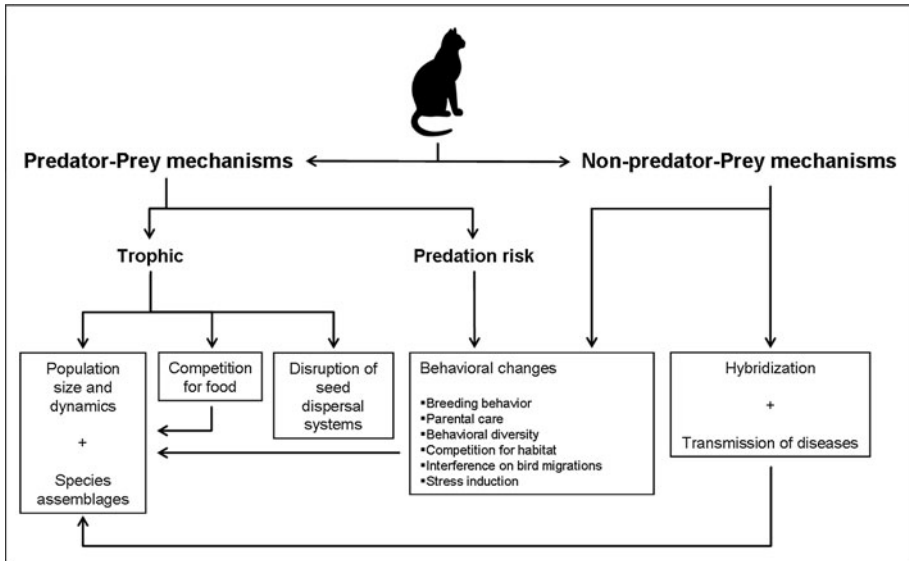 Predator-Prey mechanisms
Non-predator-Prey mechanisms
Trophic
Predation risk
Population
size and
dynamics
+
Species
assemblages
Competition
for food
Disruption of
seed
dispersal
systems
Behavioral changes
▪Breeding behavior
▪Parental care
▪Behavioral diversity
▪Competition for habitat
▪Interference on bird migrations
▪Stress induction
Hybridization
+
Transmission of diseases